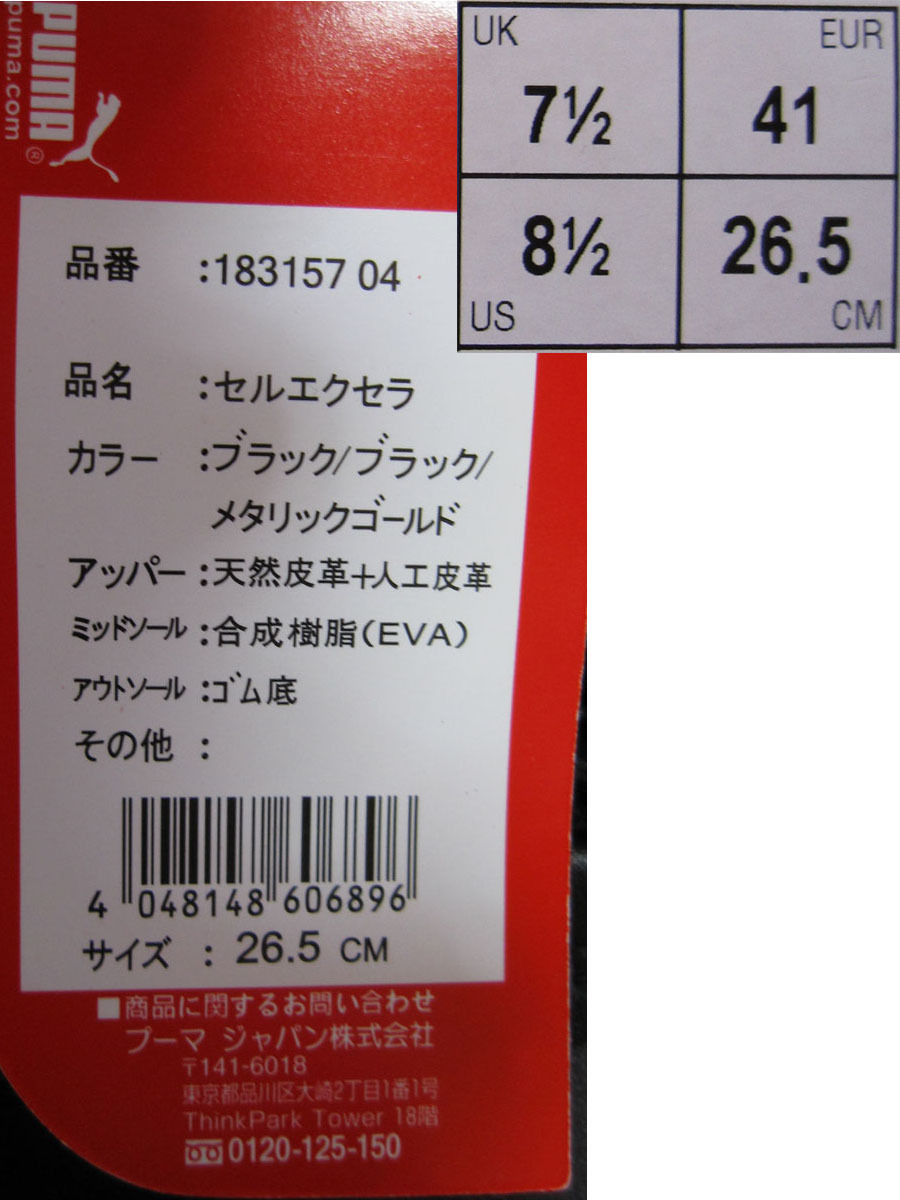 PUMA®
puma.com
品番 :183157 04
品名 :セルエクセラ
カラー :ブラック/ブラック/
メタリックゴールド
アッパー :天然皮革+人工皮革
ミッドソール :合成樹脂(EVA)
アウトソール :ゴム底
その他 :
4 048148 606896
サイズ : 26.5 CM
■商品に関するお問い合わせ
プーマ ジャパン株式会社
〒141-6018
東京都品川区大崎2丁目1番1号
ThinkPark Tower 18階
0120-125-150
UK EUR
7½ 41
8½ 26.5
US CM